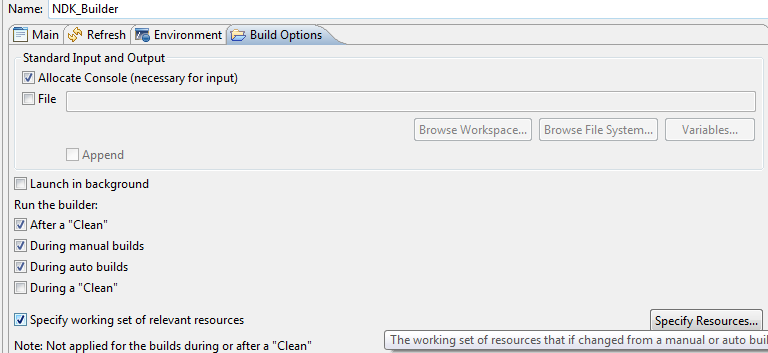 Name: NDK_Builder
Main Refresh Environment Build Options
Standard Input and Output
Allocate Console (necessary for input)
File
Browse Workspace... Browse File System... Variables...
Append
Launch in background
Run the builder:
After a "Clean"
During manual builds
During auto builds
During a "Clean"
Specify working set of relevant resources Specify Resources...
The working set of resources that if changed from a manual or auto buil
Note: Not applied for the builds during or after a "Clean"